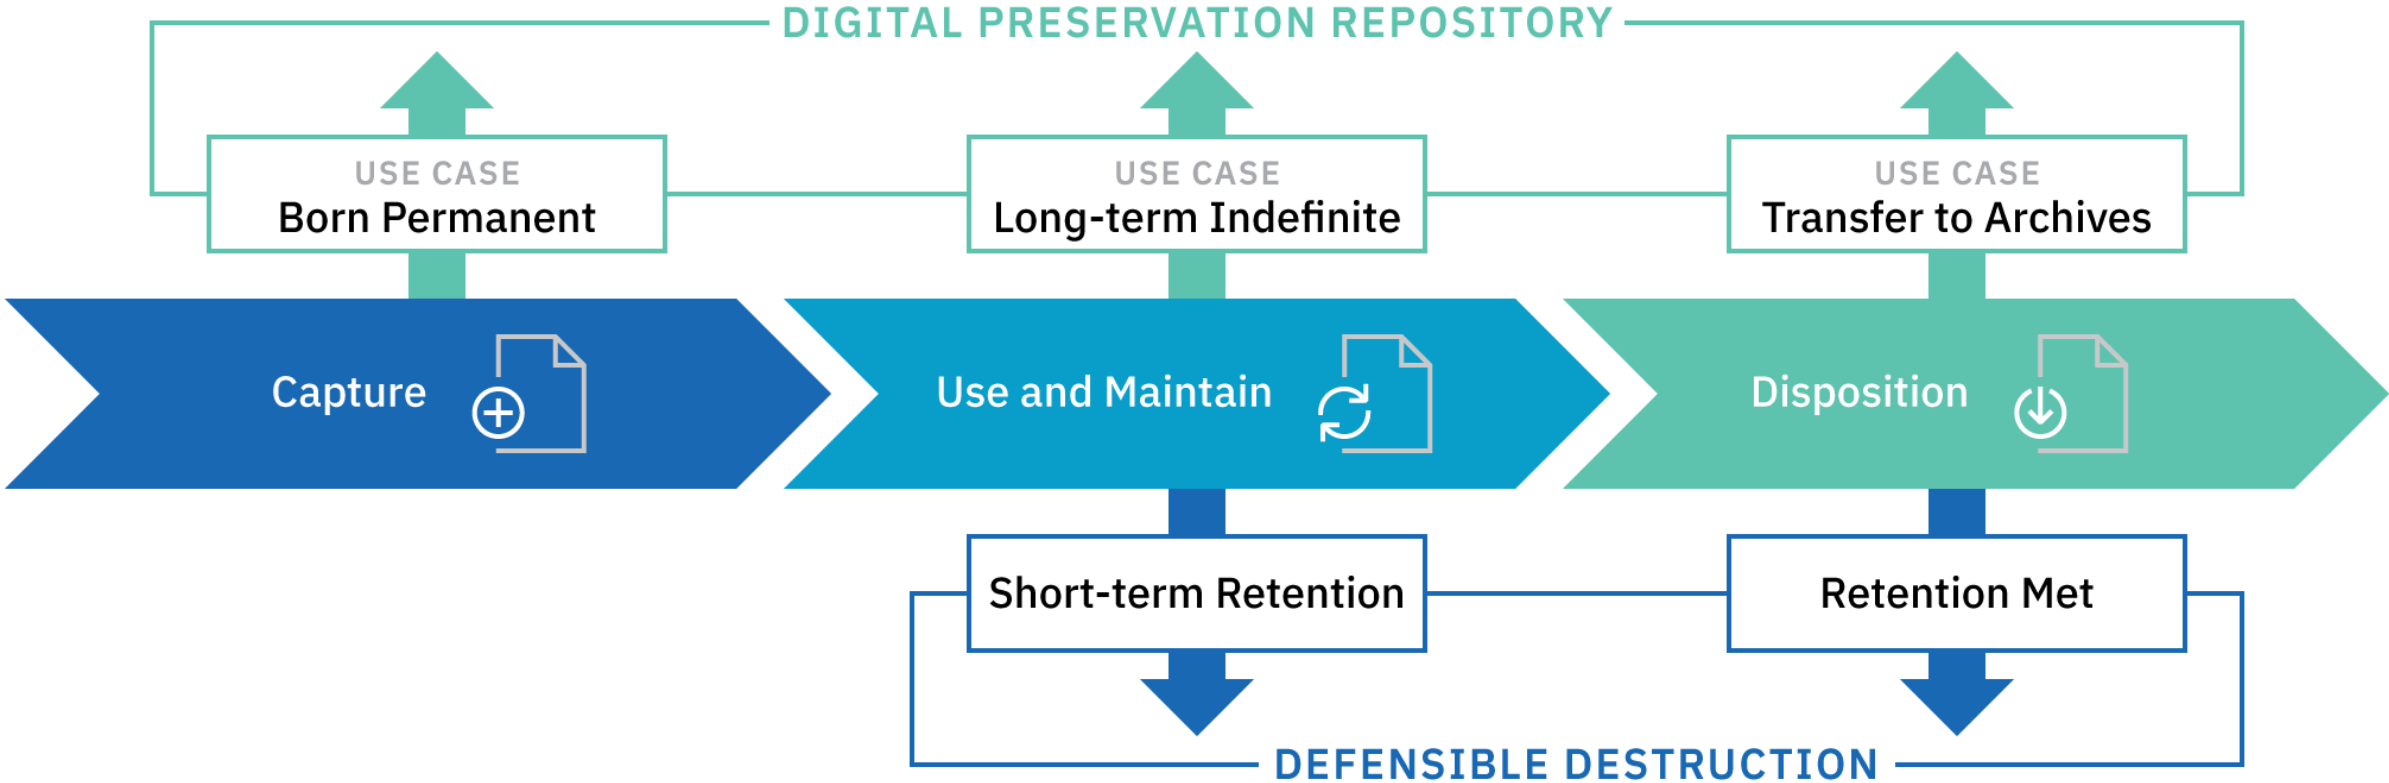 DIGITAL PRESERVATION REPOSITORY
USE CASE
Born Permanent
USE CASE
Long-term Indefinite
USE CASE
Transfer to Archives
Capture
Use and Maintain
Disposition
Short-term Retention
Retention Met
DEFENSIBLE DESTRUCTION